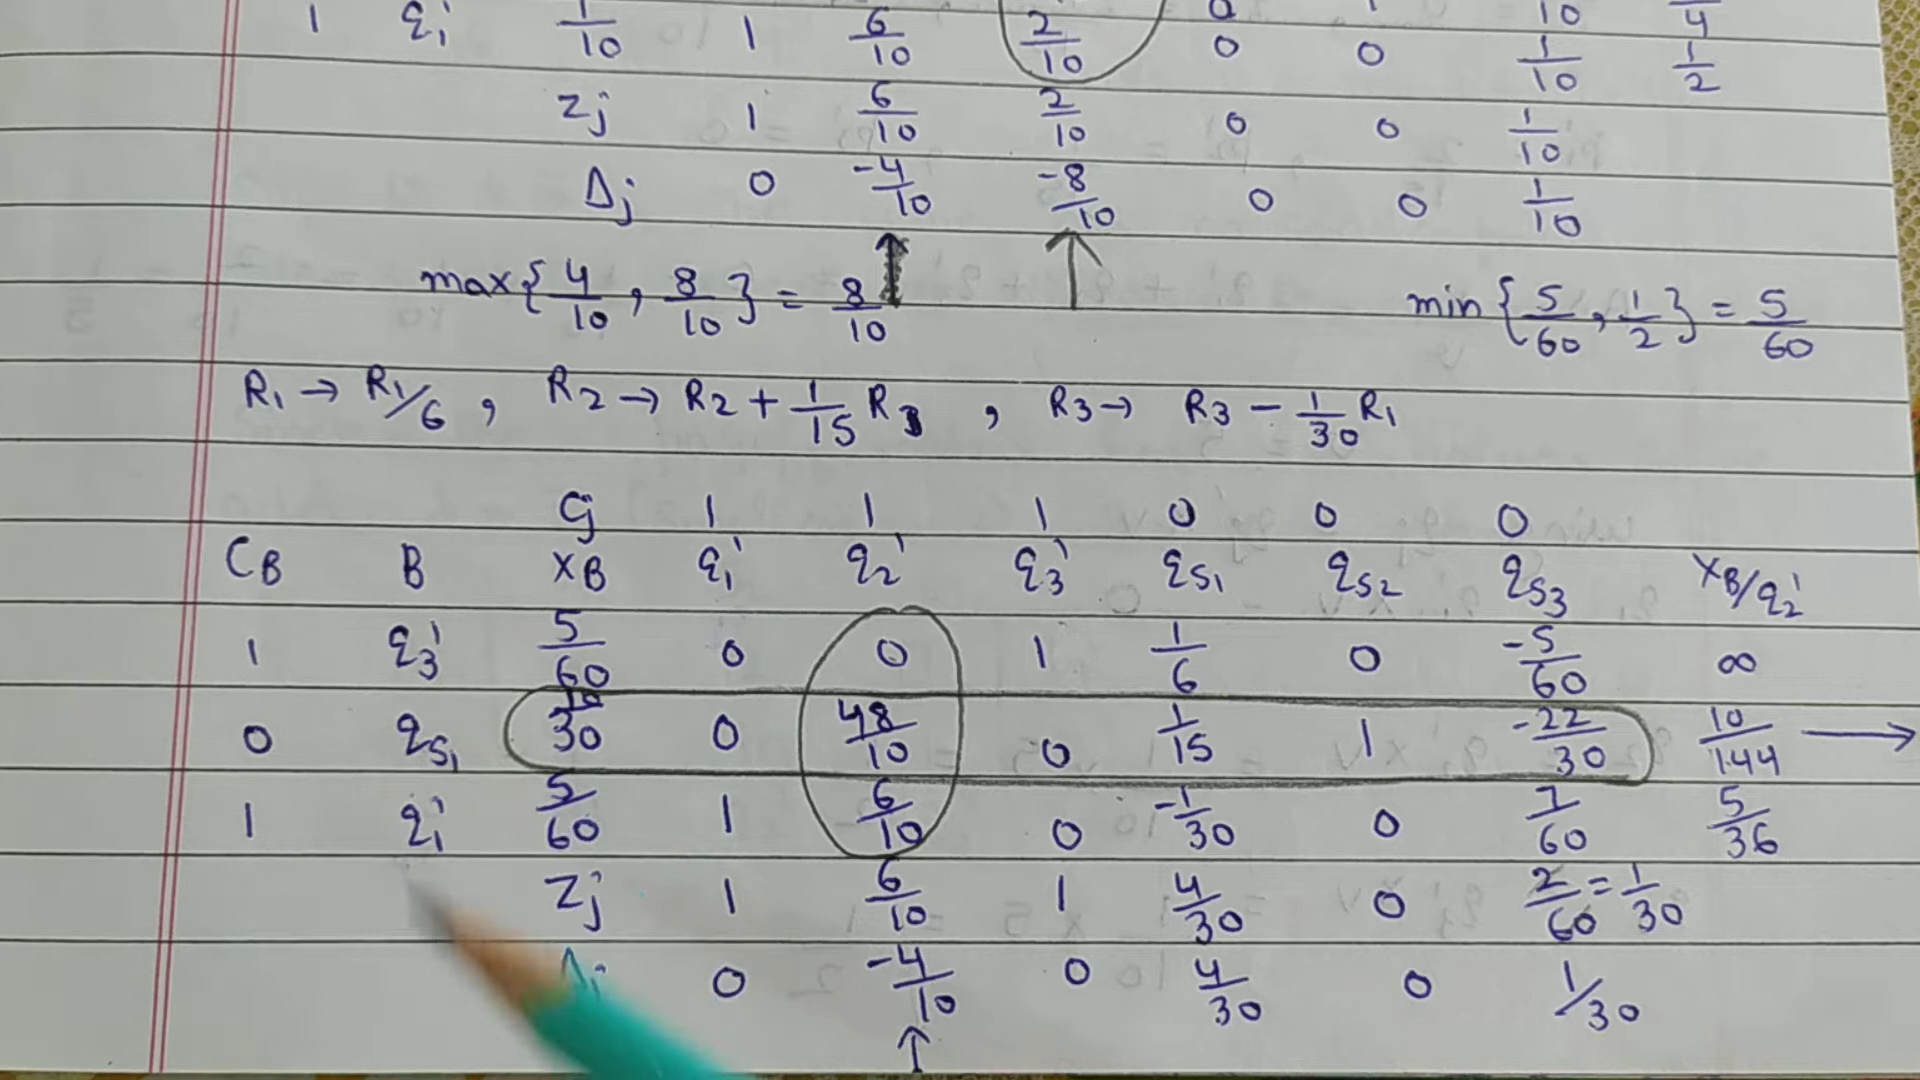 1 q₁' 1/10 1 6/10 2/10 0 0 1/10 1/2
Zj 1 6/10 2/10 0 0 1/10
Δj 0 -4/10 -8/10 0 0 1/10
max{4/10, 8/10} = 8/10 min{5/60, 1/2} = 5/60
R₁ → R₁/6, R₂ → R₂ + 1/15 R₁, R₃ → R₃ - 1/30 R₁
Cj 1 1 1 0 0 0
CB B XB q₁' q₂' q₃' qs₁ qs₂ qs₃ XB/q₂'
1 q₃' 5/60 0 0 1 1/6 0 -5/60 ∞
0 qs₁ 10/30 0 48/10 0 1/15 1 -22/30 10/144 →
1 q₁' 5/60 1 6/10 0 -1/30 0 7/60 5/36
Zj 1 6/10 1 4/30 0 2/60 = 1/30
0 -4/10 0 4/30 0 1/30